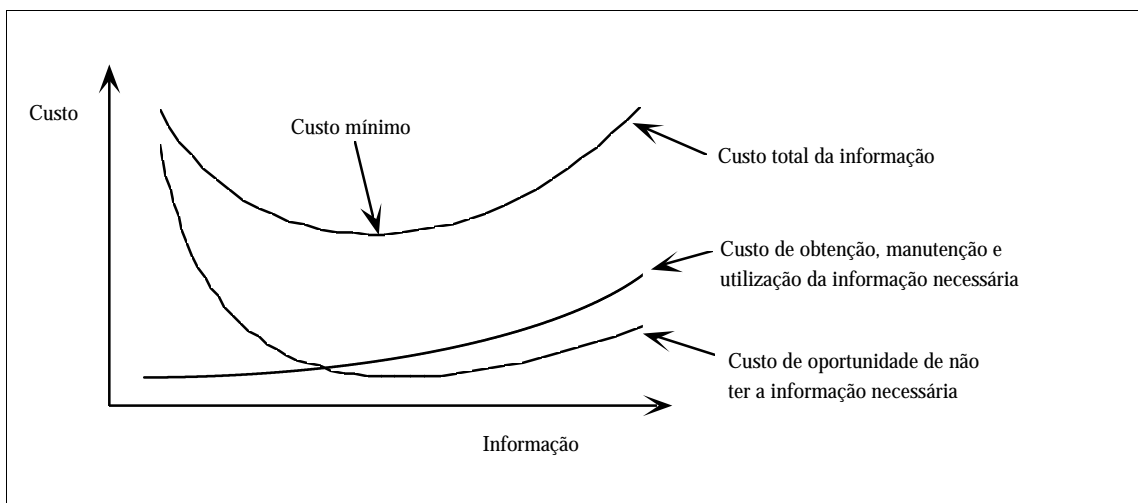 Custo
Custo mínimo
Custo total da informação
Custo de obtenção, manutenção e
utilização da informação necessária
Custo de oportunidade de não
ter a informação necessária
Informação